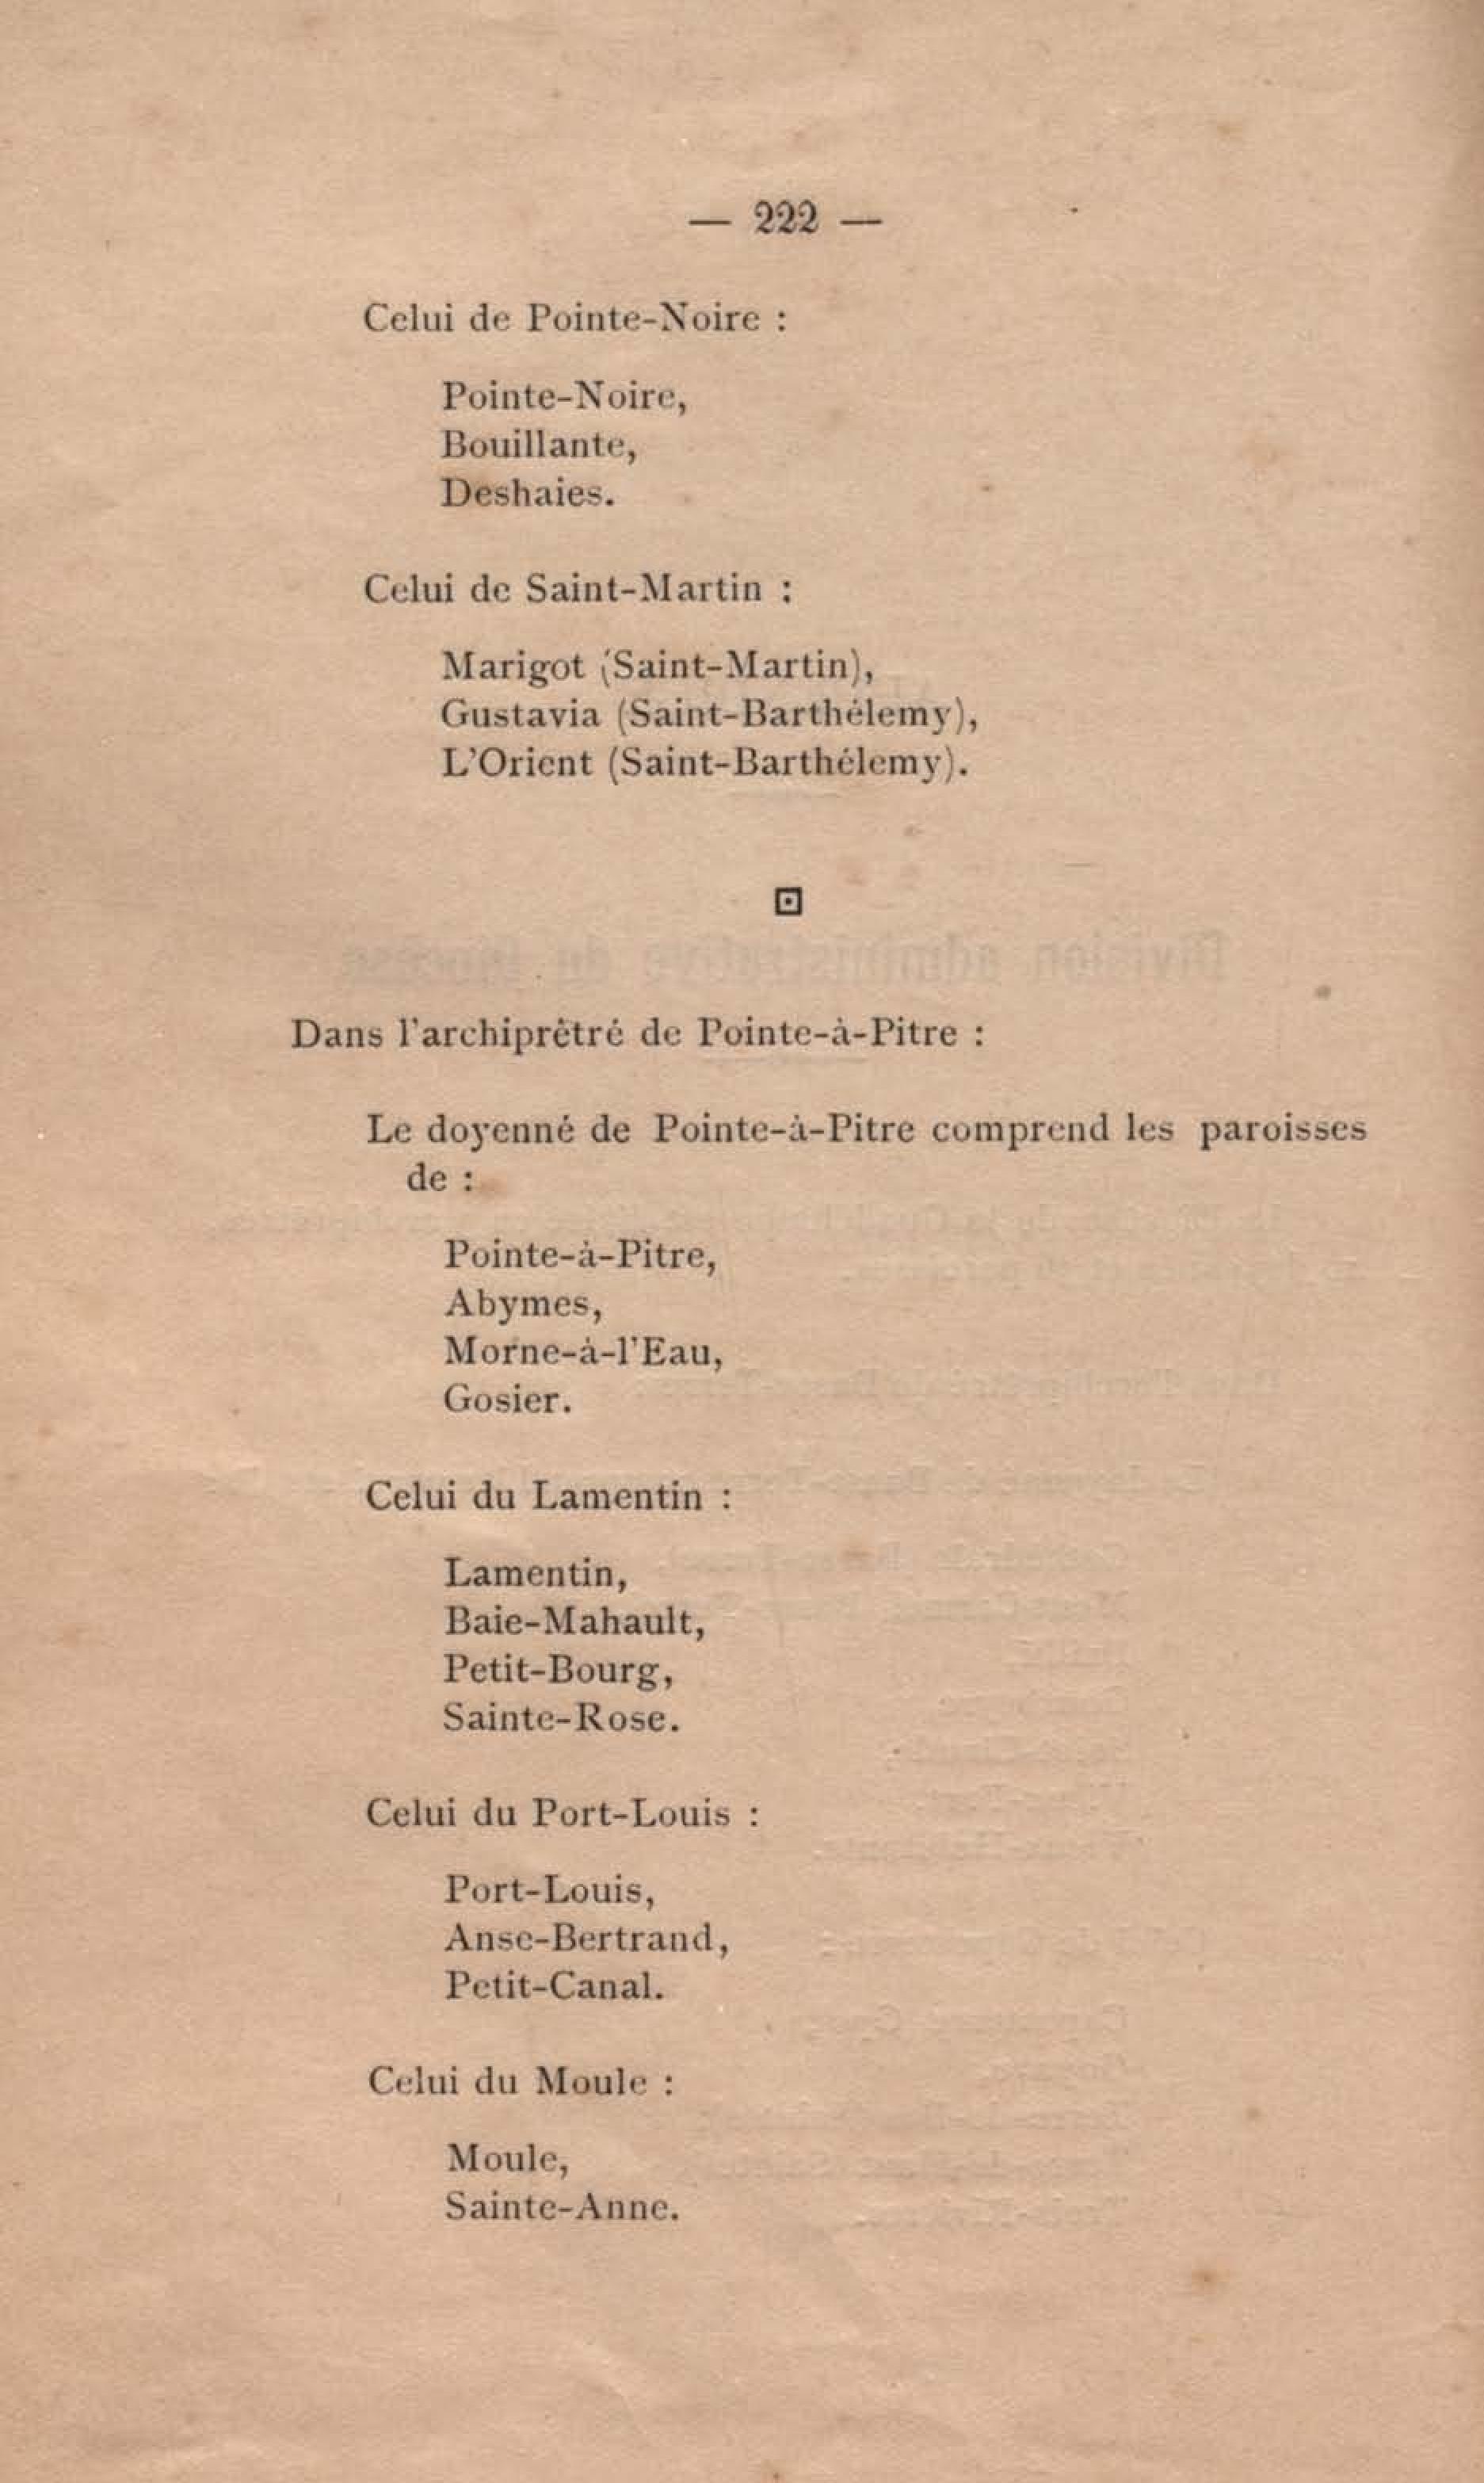 — 222 —
Celui de Pointe-Noire :
Pointe-Noire,
Bouillante,
Deshaies.
Celui de Saint-Martin :
Marigot (Saint-Martin),
Gustavia (Saint-Barthélemy),
L'Orient (Saint-Barthélemy).
Dans l'archiprêtré de Pointe-à-Pitre :
Le doyenné de Pointe-à-Pitre comprend les paroisses
de :
Pointe-à-Pitre,
Abymes,
Morne-à-l'Eau,
Gosier.
Celui du Lamentin :
Lamentin,
Baie-Mahault,
Petit-Bourg,
Sainte-Rose.
Celui du Port-Louis :
Port-Louis,
Anse-Bertrand,
Petit-Canal.
Celui du Moule :
Moule,
Sainte-Anne.